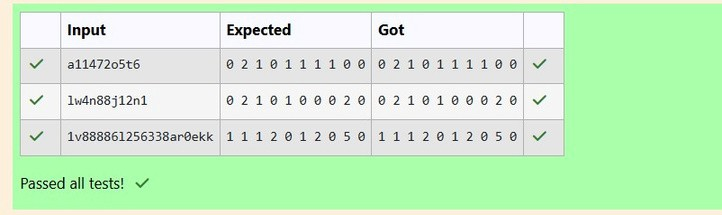 Input Expected Got
a11472o5t6 0 2 1 0 1 1 1 1 0 0 0 2 1 0 1 1 1 1 0 0
lw4n88j12n1 0 2 1 0 1 0 0 0 2 0 0 2 1 0 1 0 0 0 2 0
1v88886l256338ar0ekk 1 1 1 2 0 1 2 0 5 0 1 1 1 2 0 1 2 0 5 0
Passed all tests!